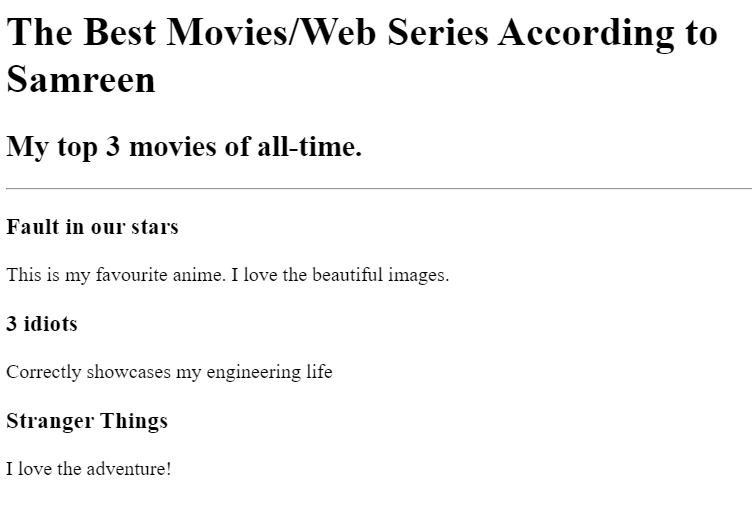 The Best Movies/Web Series According to
Samreen
My top 3 movies of all-time.
Fault in our stars
This is my favourite anime. I love the beautiful images.
3 idiots
Correctly showcases my engineering life
Stranger Things
I love the adventure!